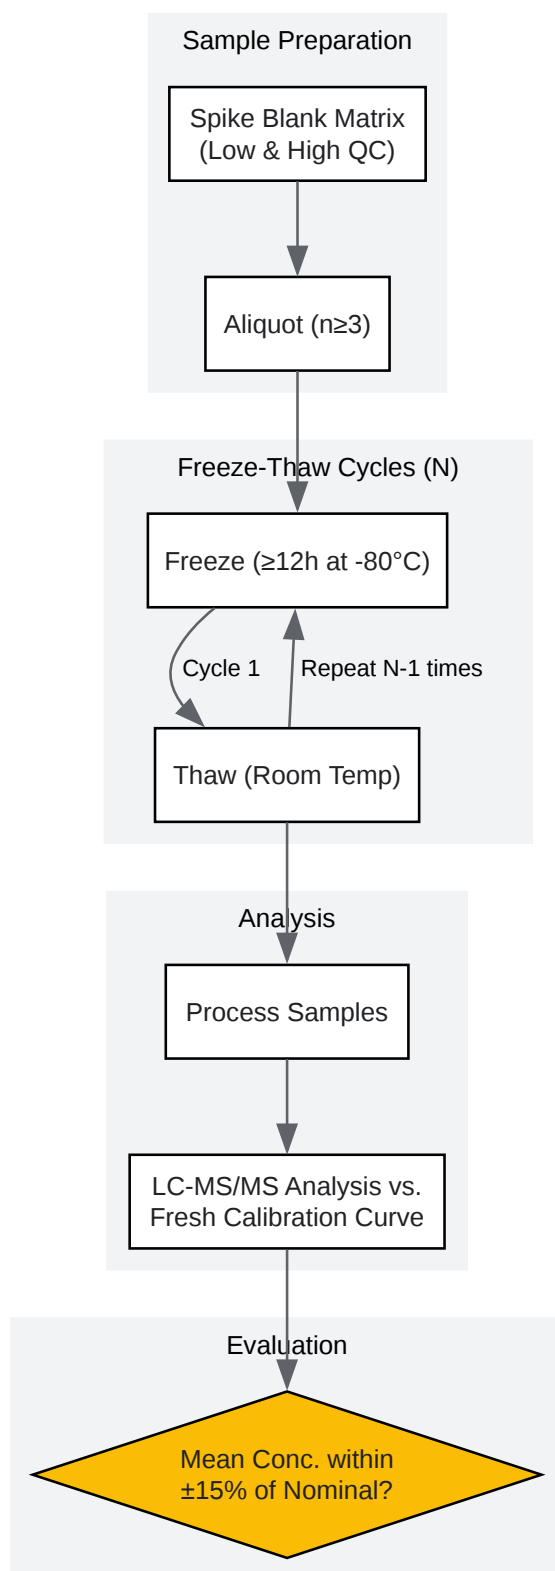 Sample Preparation
Spike Blank Matrix
(Low & High QC)
Aliquot (n≥3)
Freeze-Thaw Cycles (N)
Freeze (≥12h at -80°C)
Cycle 1
Repeat N-1 times
Thaw (Room Temp)
Analysis
Process Samples
LC-MS/MS Analysis vs.
Fresh Calibration Curve
Evaluation
Mean Conc. within
±15% of Nominal?